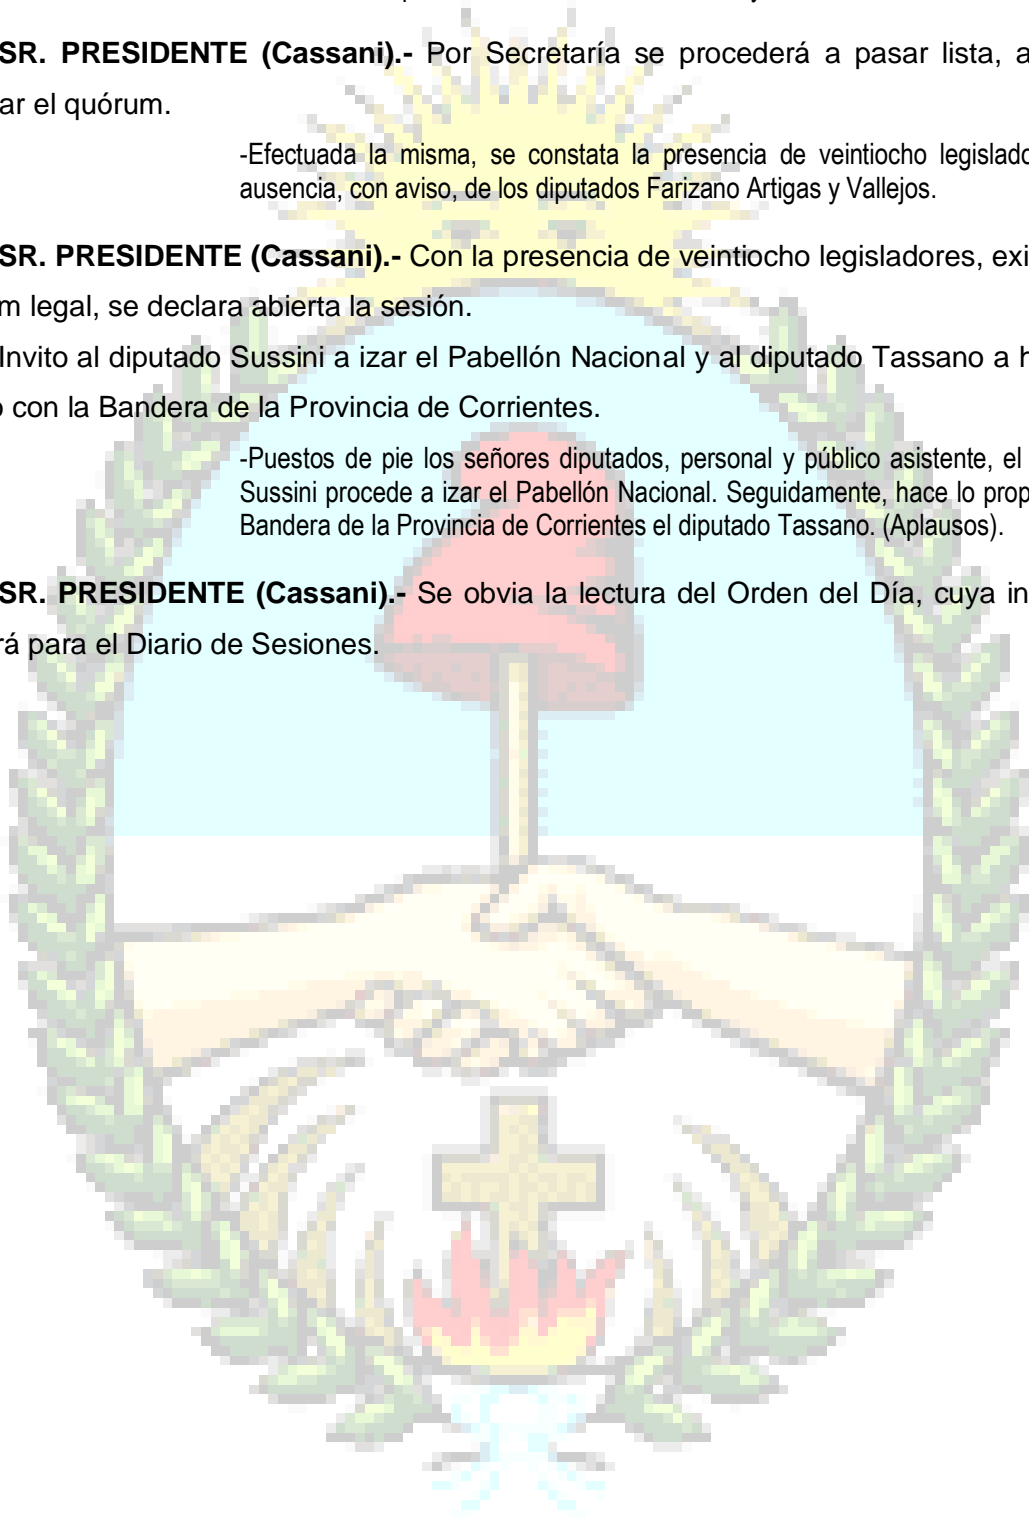 SR. PRESIDENTE (Cassani).- Por Secretaría se procederá a pasar lista, a
ar el quórum.
-Efectuada la misma, se constata la presencia de veintiocho legislado
ausencia, con aviso, de los diputados Farizano Artigas y Vallejos.
SR. PRESIDENTE (Cassani).- Con la presencia de veintiocho legisladores, exi
m legal, se declara abierta la sesión.
Invito al diputado Sussini a izar el Pabellón Nacional y al diputado Tassano a h
o con la Bandera de la Provincia de Corrientes.
-Puestos de pie los señores diputados, personal y público asistente, el
Sussini procede a izar el Pabellón Nacional. Seguidamente, hace lo prop
Bandera de la Provincia de Corrientes el diputado Tassano. (Aplausos).
SR. PRESIDENTE (Cassani).- Se obvia la lectura del Orden del Día, cuya in
rá para el Diario de Sesiones.